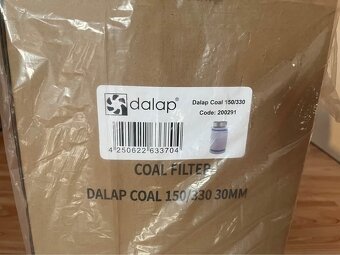 dalap®
Dalap Coal 150/330
Code: 200291
4 250622 633704
COAL FILTER
DALAP COAL 150/330 30MM